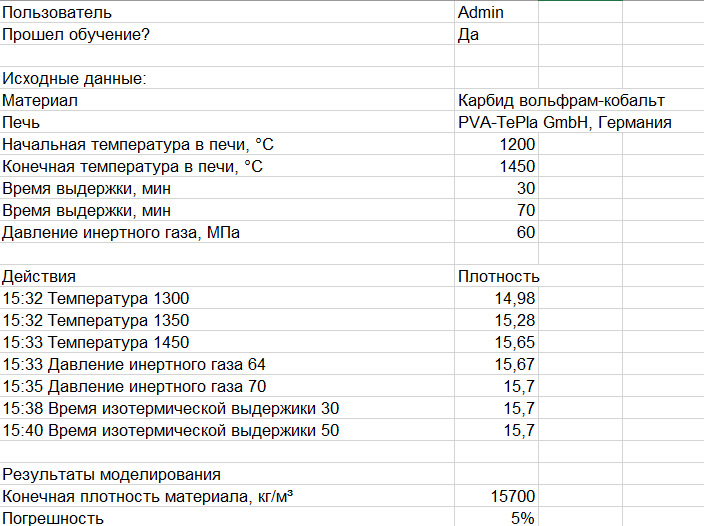 Пользователь Admin
Прошел обучение? Да
Исходные данные:
Материал Карбид вольфрам-кобальт
Печь PVA-TePla GmbH, Германия
Начальная температура в печи, °C 1200
Конечная температура в печи, °C 1450
Время выдержки, мин 30
Время выдержки, мин 70
Давление инертного газа, МПа 60
Действия Плотность
15:32 Температура 1300 14,98
15:32 Температура 1350 15,28
15:33 Температура 1450 15,65
15:33 Давление инертного газа 64 15,67
15:35 Давление инертного газа 70 15,7
15:38 Время изотермической выдержки 30 15,7
15:40 Время изотермической выдержки 50 15,7
Результаты моделирования
Конечная плотность материала, кг/м³ 15700
Погрешность 5%